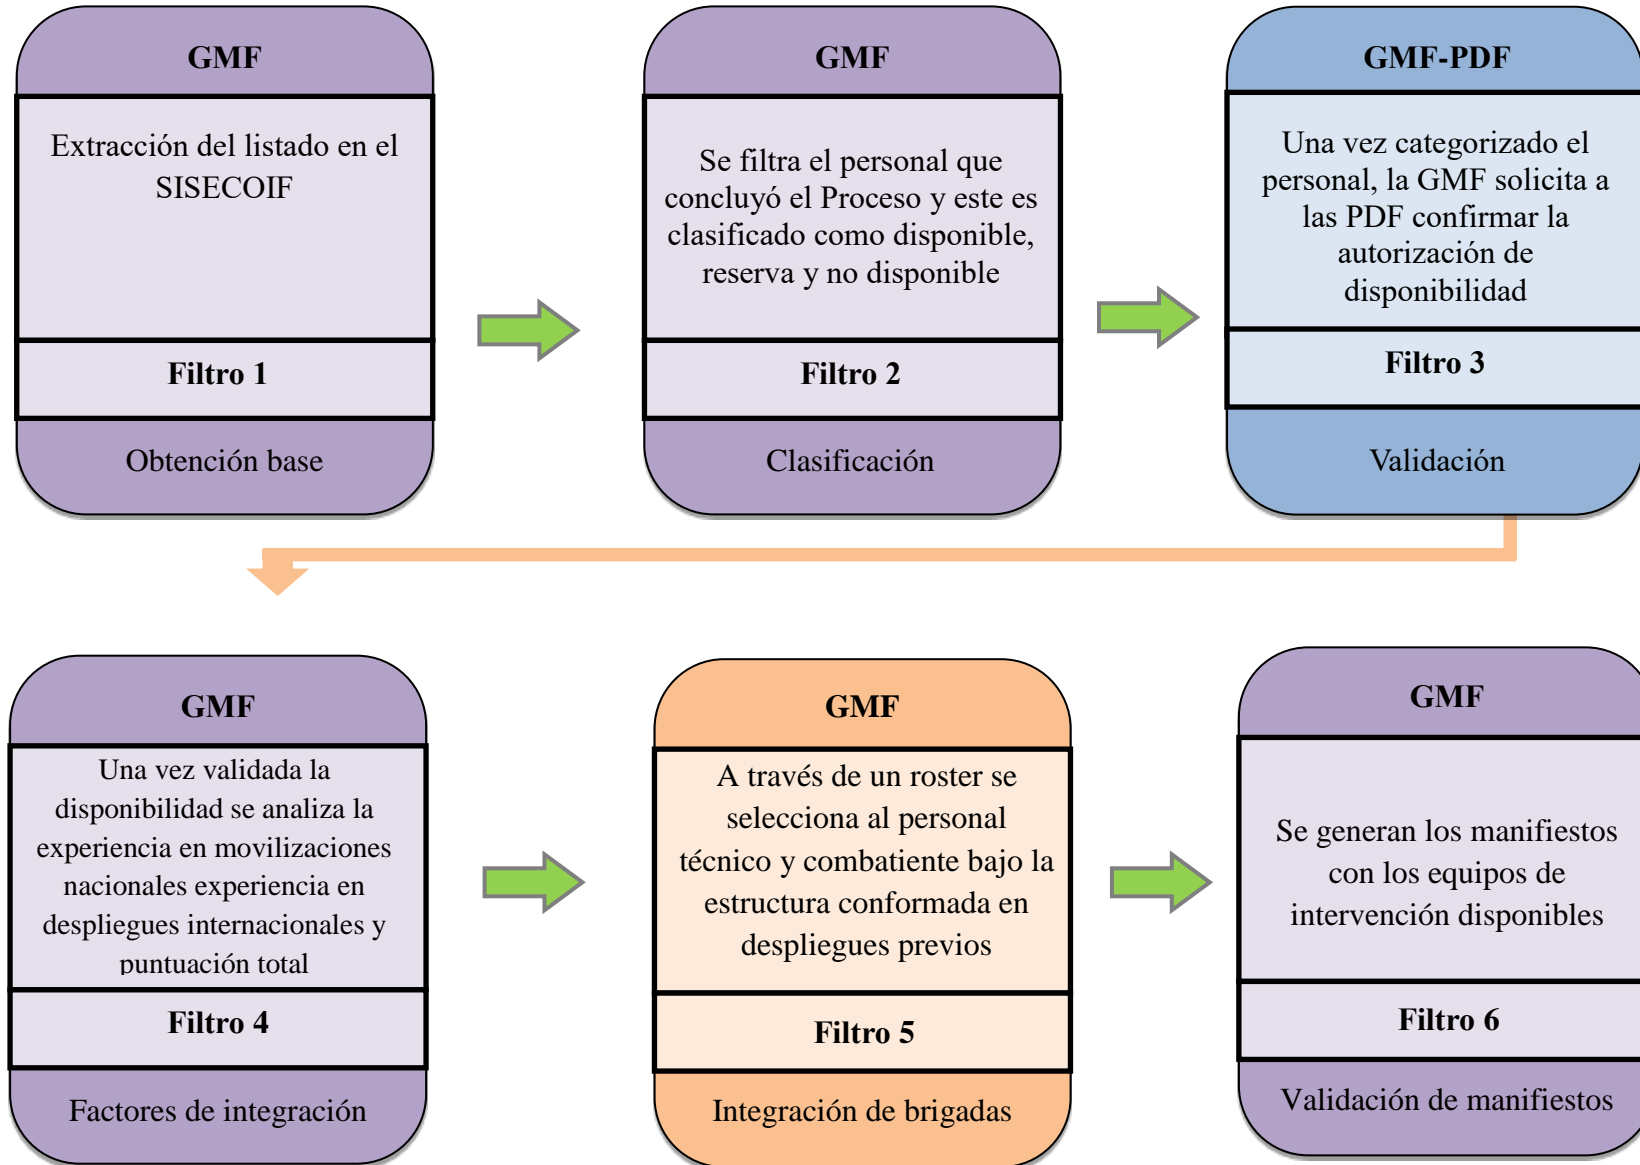 GMF
Extracción del listado en el
SISECOIF
Filtro 1
Obtención base
GMF
Se filtra el personal que
concluyó el Proceso y este es
clasificado como disponible,
reserva y no disponible
Filtro 2
Clasificación
GMF-PDF
Una vez categorizado el
personal, la GMF solicita a
las PDF confirmar la
autorización de
disponibilidad
Filtro 3
Validación
GMF
Una vez validada la
disponibilidad se analiza la
experiencia en movilizaciones
nacionales experiencia en
despliegues internacionales y
puntuación total
Filtro 4
Factores de integración
GMF
A través de un roster se
selecciona al personal
técnico y combatiente bajo la
estructura conformada en
despliegues previos
Filtro 5
Integración de brigadas
GMF
Se generan los manifiestos
con los equipos de
intervención disponibles
Filtro 6
Validación de manifiestos